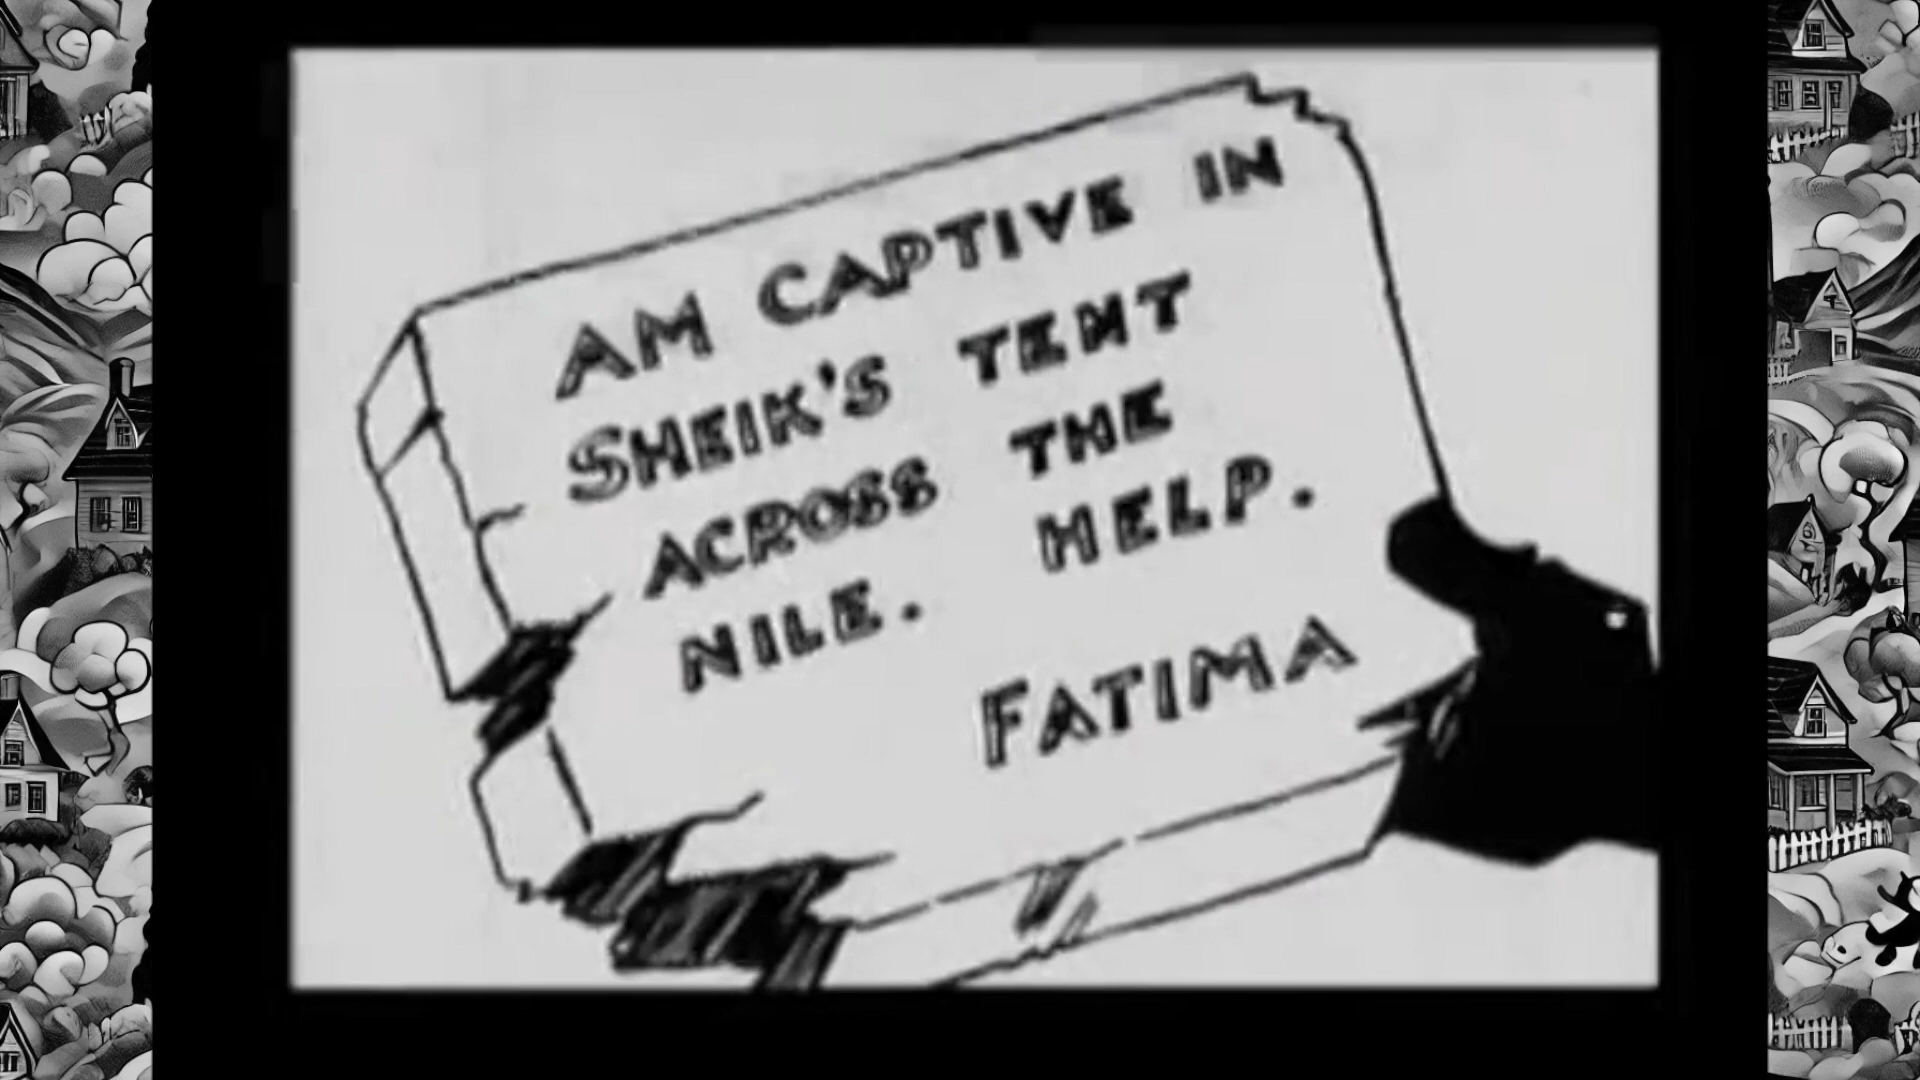 AM CAPTIVE IN
SHEIK'S TENT
ACROSS THE
NILE. HELP.
FATIMA